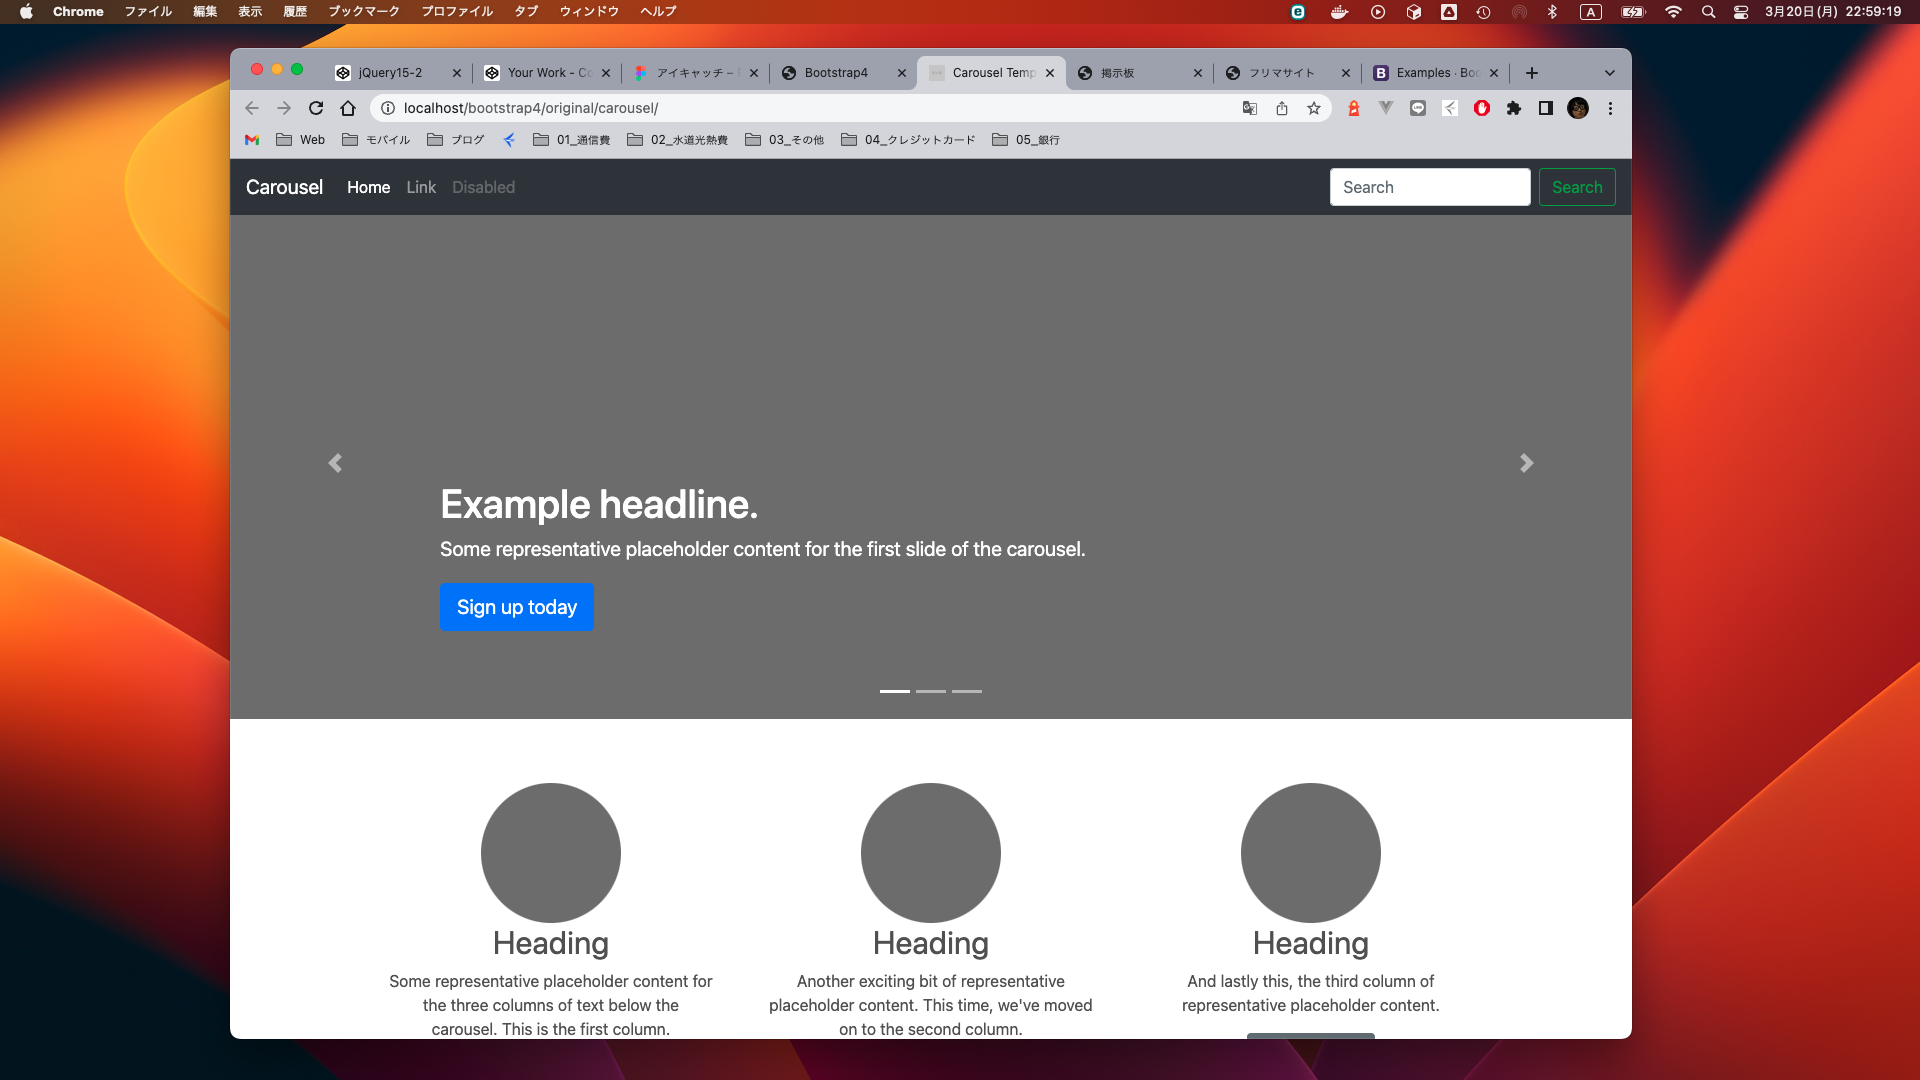 Chrome ファイル 編集 表示 履歴 ブックマーク プロファイル タブ ウィンドウ ヘルプ A 3月20日(月) 22:59:19
jQuery15-2 Your Work - Co アイキャッチ – Bootstrap4 Carousel Temp 掲示板 フリマサイト B Examples · Boo
localhost/bootstrap4/original/carousel/
Web モバイル ブログ 01_通信費 02_水道光熱費 03_その他 04_クレジットカード 05_銀行
Carousel Home Link Disabled Search Search
Example headline.
Some representative placeholder content for the first slide of the carousel.
Sign up today
Heading
Some representative placeholder content for
the three columns of text below the
carousel. This is the first column.
Heading
Another exciting bit of representative
placeholder content. This time, we've moved
on to the second column.
Heading
And lastly this, the third column of
representative placeholder content.